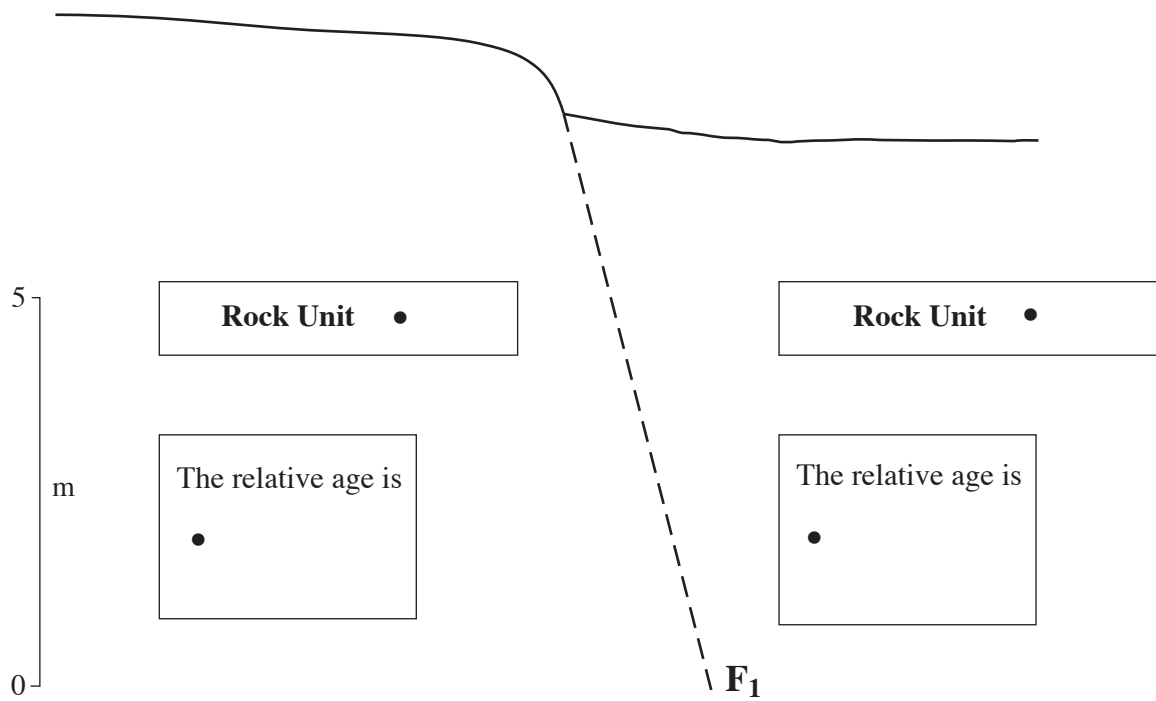 5
Rock Unit •
Rock Unit •
The relative age is
•
The relative age is
•
m
0
F₁